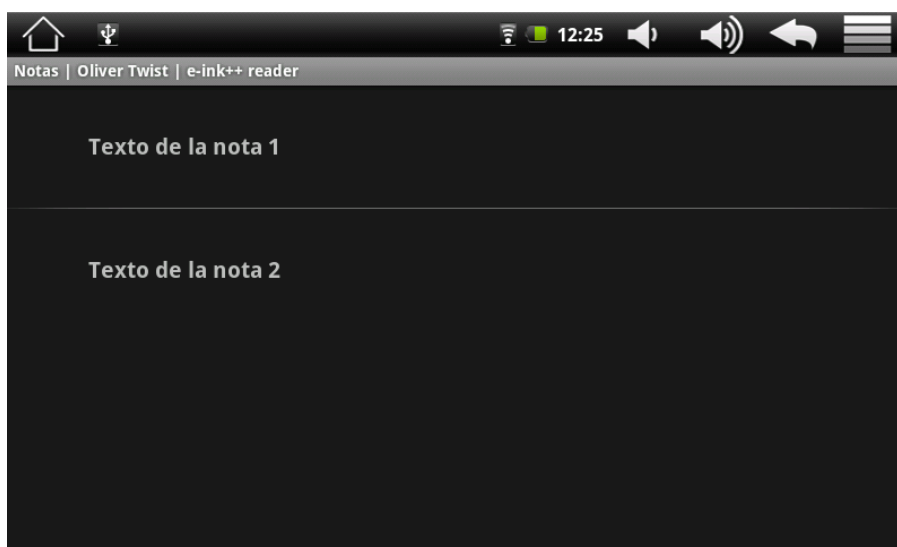 12:25
Notas | Oliver Twist | e-ink++ reader
Texto de la nota 1
Texto de la nota 2